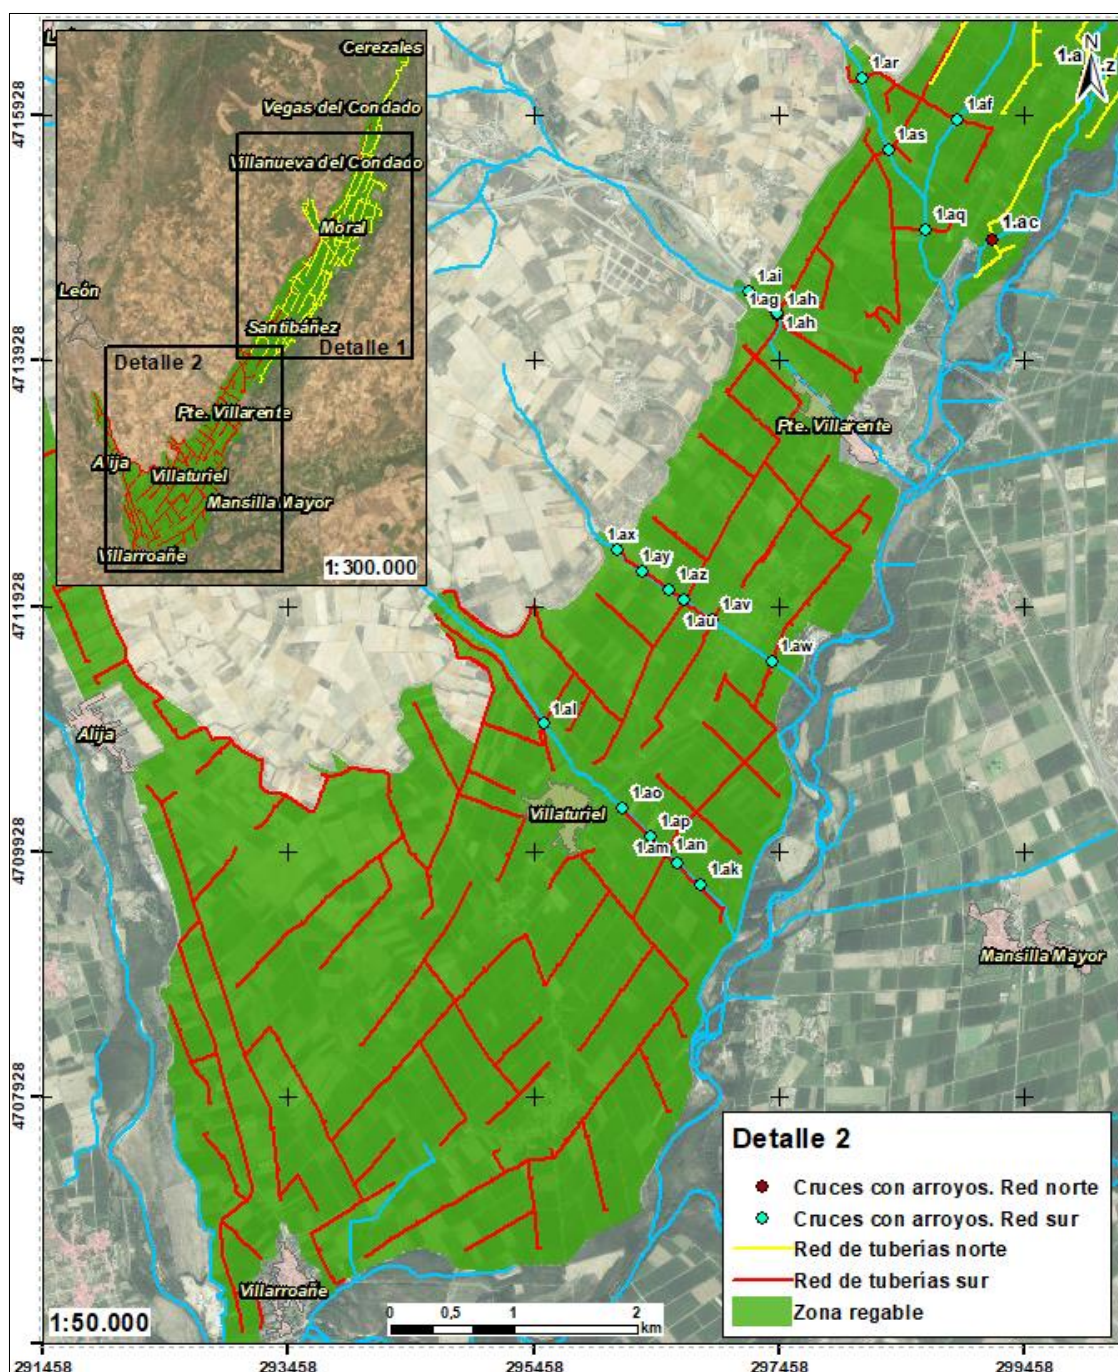 Cerezales
Vegas del Condado
Villanueva del Condado
Moral
León
Santibáñez
Detalle 1
Detalle 2
Pte. Villarente
Alija
Villaturiel
Mansilla Mayor
Villarroañe
1:300.000
N
1.a
.z
1.ar
1.af
1.as
1.aq
1.ac
1.ai
1.ag
1.ah
1.ah
Pte. Villarente
1.ax
1.ay
1.az
1.av
1.au
1.aw
1.al
Alija
1.ao
Villaturiel
1.ap
1.am
1.an
1.ak
Mansilla Mayor
Villarroañe
4715928
4713928
4711928
4709928
4707928
Detalle 2
Cruces con arroyos. Red norte
Cruces con arroyos. Red sur
Red de tuberías norte
Red de tuberías sur
Zona regable
1:50.000
0 0,5 1 2
km
291458 293458 295458 297458 299458